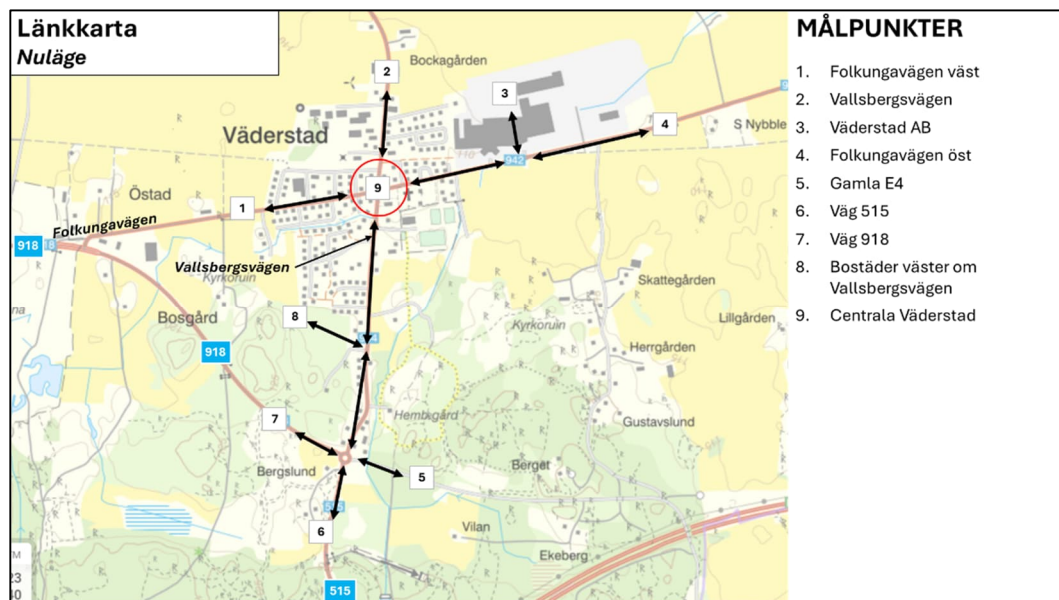 Länkkarta
Nuläge
MÅLPUNKTER
1. Folkungavägen väst
2. Vallsbergsvägen
3. Väderstad AB
4. Folkungavägen öst
5. Gamla E4
6. Väg 515
7. Väg 918
8. Bostäder väster om
Vallsbergsvägen
9. Centrala Väderstad
Bockagården
2
3
Väderstad
4
S Nybble
942
9
Östad
1
Folkungavägen
918
Vallsbergsvägen
Kyrkoruin
Skattegården
Bosgård
8
Kyrkoruin
Lillgården
918
Herrgården
7
Gustavslund
Bergslund
5
Berget
6
Vilan
Ekeberg
515